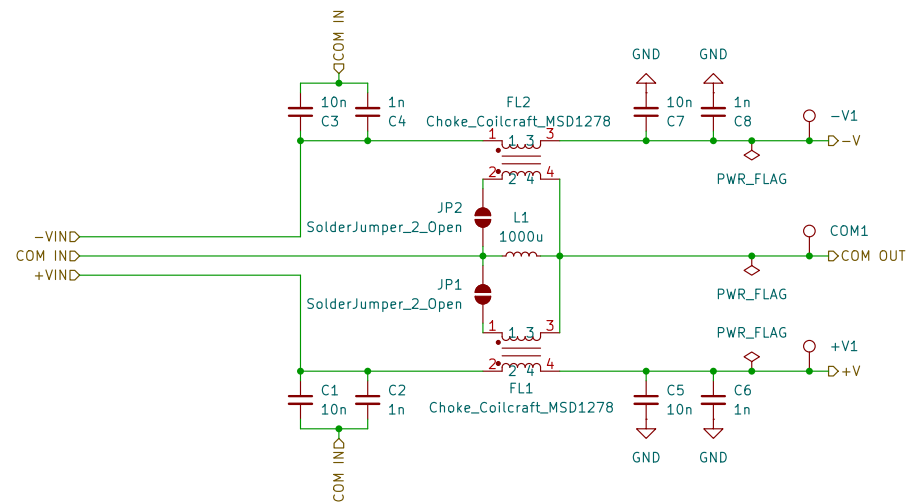 COM IN
GND
GND
10n
C3
1n
C4
FL2
Choke_Coilcraft_MSD1278
10n
C7
1n
C8
-V1
1
1 3
3
-V
2
2 4
4
PWR_FLAG
JP2
SolderJumper_2_Open
L1
1000u
COM1
-VIN
COM IN
+VIN
COM OUT
JP1
SolderJumper_2_Open
PWR_FLAG
1
1 3
3
PWR_FLAG
+V1
2
2 4
4
+V
C1
10n
C2
1n
FL1
Choke_Coilcraft_MSD1278
C5
10n
C6
1n
GND
GND
COM IN